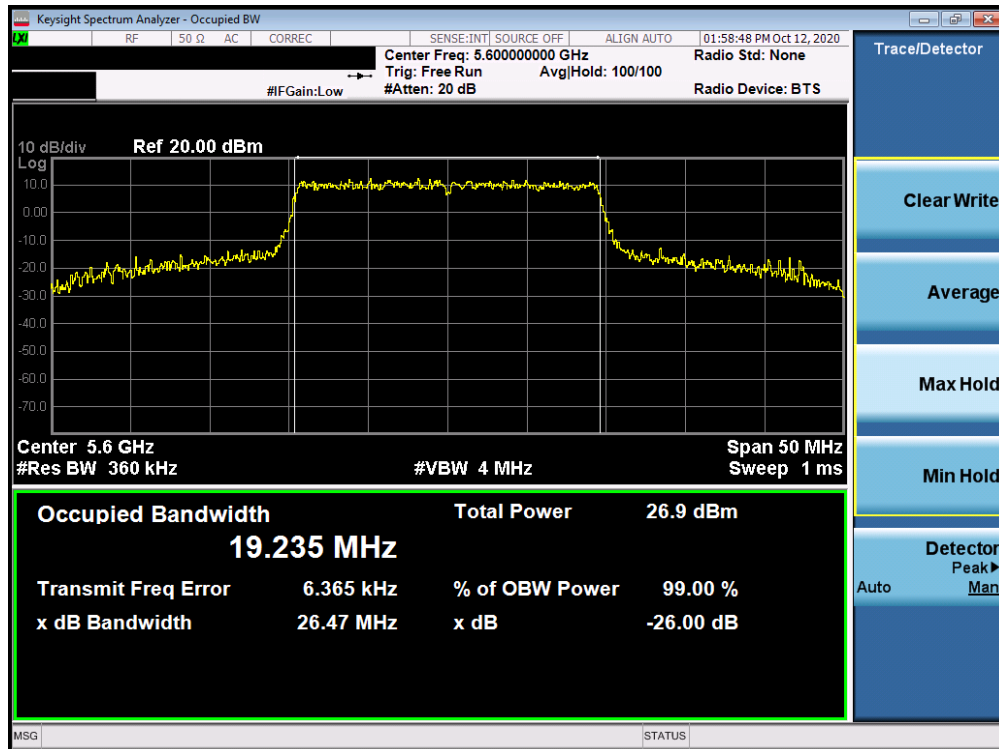 Keysight Spectrum Analyzer - Occupied BW
LXI RF 50 Ω AC CORREC SENSE:INT SOURCE OFF ALIGN AUTO 01:58:48 PM Oct 12, 2020
Center Freq: 5.600000000 GHz Radio Std: None
Trig: Free Run Avg|Hold: 100/100
#IFGain:Low #Atten: 20 dB Radio Device: BTS
Trace/Detector
10 dB/div Ref 20.00 dBm
Log
10.0
0.00
-10.0
-20.0
-30.0
-40.0
-50.0
-60.0
-70.0
Center 5.6 GHz Span 50 MHz
#Res BW 360 kHz #VBW 4 MHz Sweep 1 ms
Occupied Bandwidth Total Power 26.9 dBm
19.235 MHz
Transmit Freq Error 6.365 kHz % of OBW Power 99.00 %
x dB Bandwidth 26.47 MHz x dB -26.00 dB
Clear Write
Average
Max Hold
Min Hold
Detector
Peak▶
Auto Man
MSG STATUS